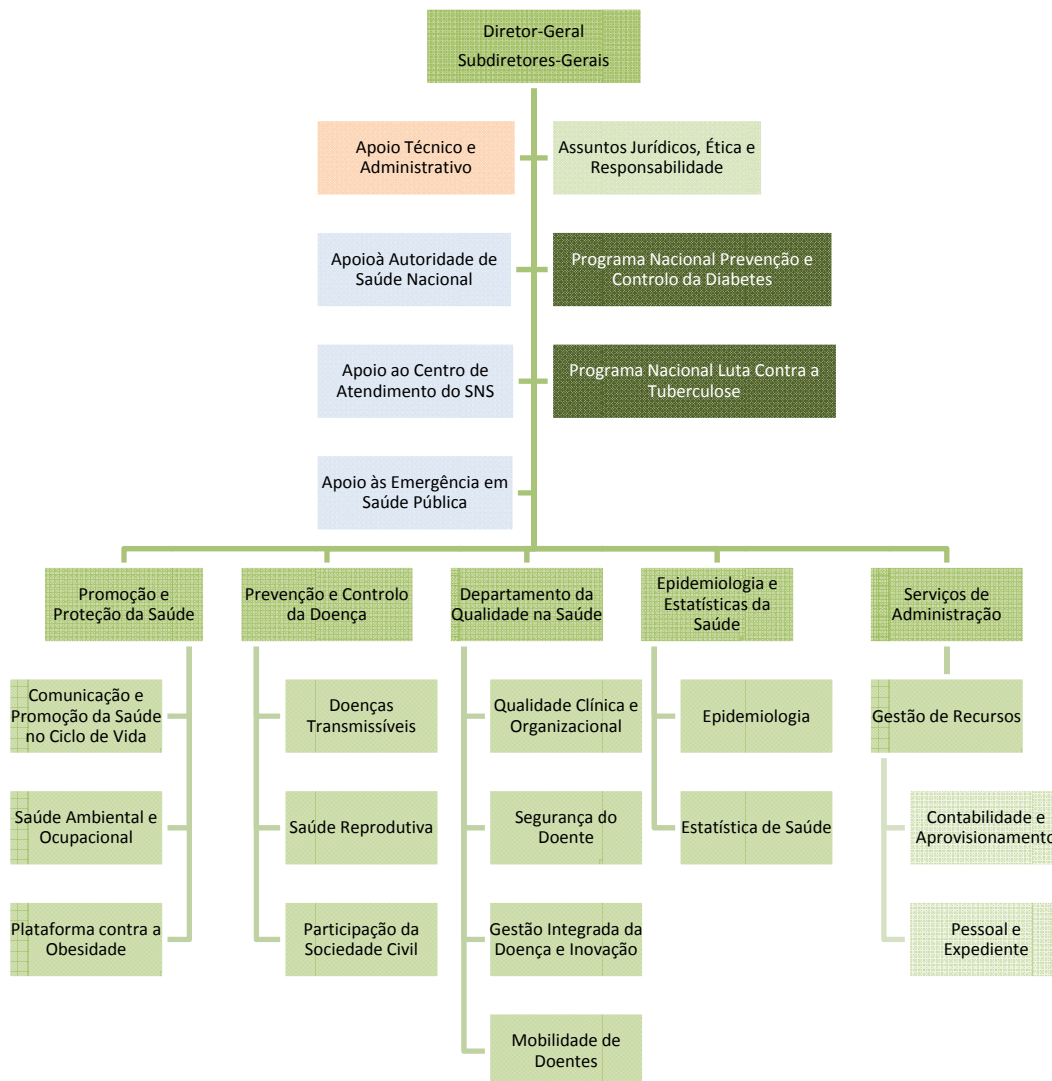 Diretor-Geral
Subdiretores-Gerais
Apoio Técnico e
Administrativo
Assuntos Jurídicos, Ética e
Responsabilidade
Apoioà Autoridade de
Saúde Nacional
Programa Nacional Prevenção e
Controlo da Diabetes
Apoio ao Centro de
Atendimento do SNS
Programa Nacional Luta Contra a
Tuberculose
Apoio às Emergência em
Saúde Pública
Promoção e
Proteção da Saúde
Prevenção e Controlo
da Doença
Departamento da
Qualidade na Saúde
Epidemiologia e
Estatísticas da
Saúde
Serviços de
Administração
Comunicação e
Promoção da Saúde
no Ciclo de Vida
Doenças
Transmissíveis
Qualidade Clínica e
Organizacional
Epidemiologia
Gestão de Recursos
Saúde Ambiental e
Ocupacional
Saúde Reprodutiva
Segurança do
Doente
Estatística de Saúde
Contabilidade e
Aprovisionamento
Plataforma contra a
Obesidade
Participação da
Sociedade Civil
Gestão Integrada da
Doença e Inovação
Pessoal e
Expediente
Mobilidade de
Doentes